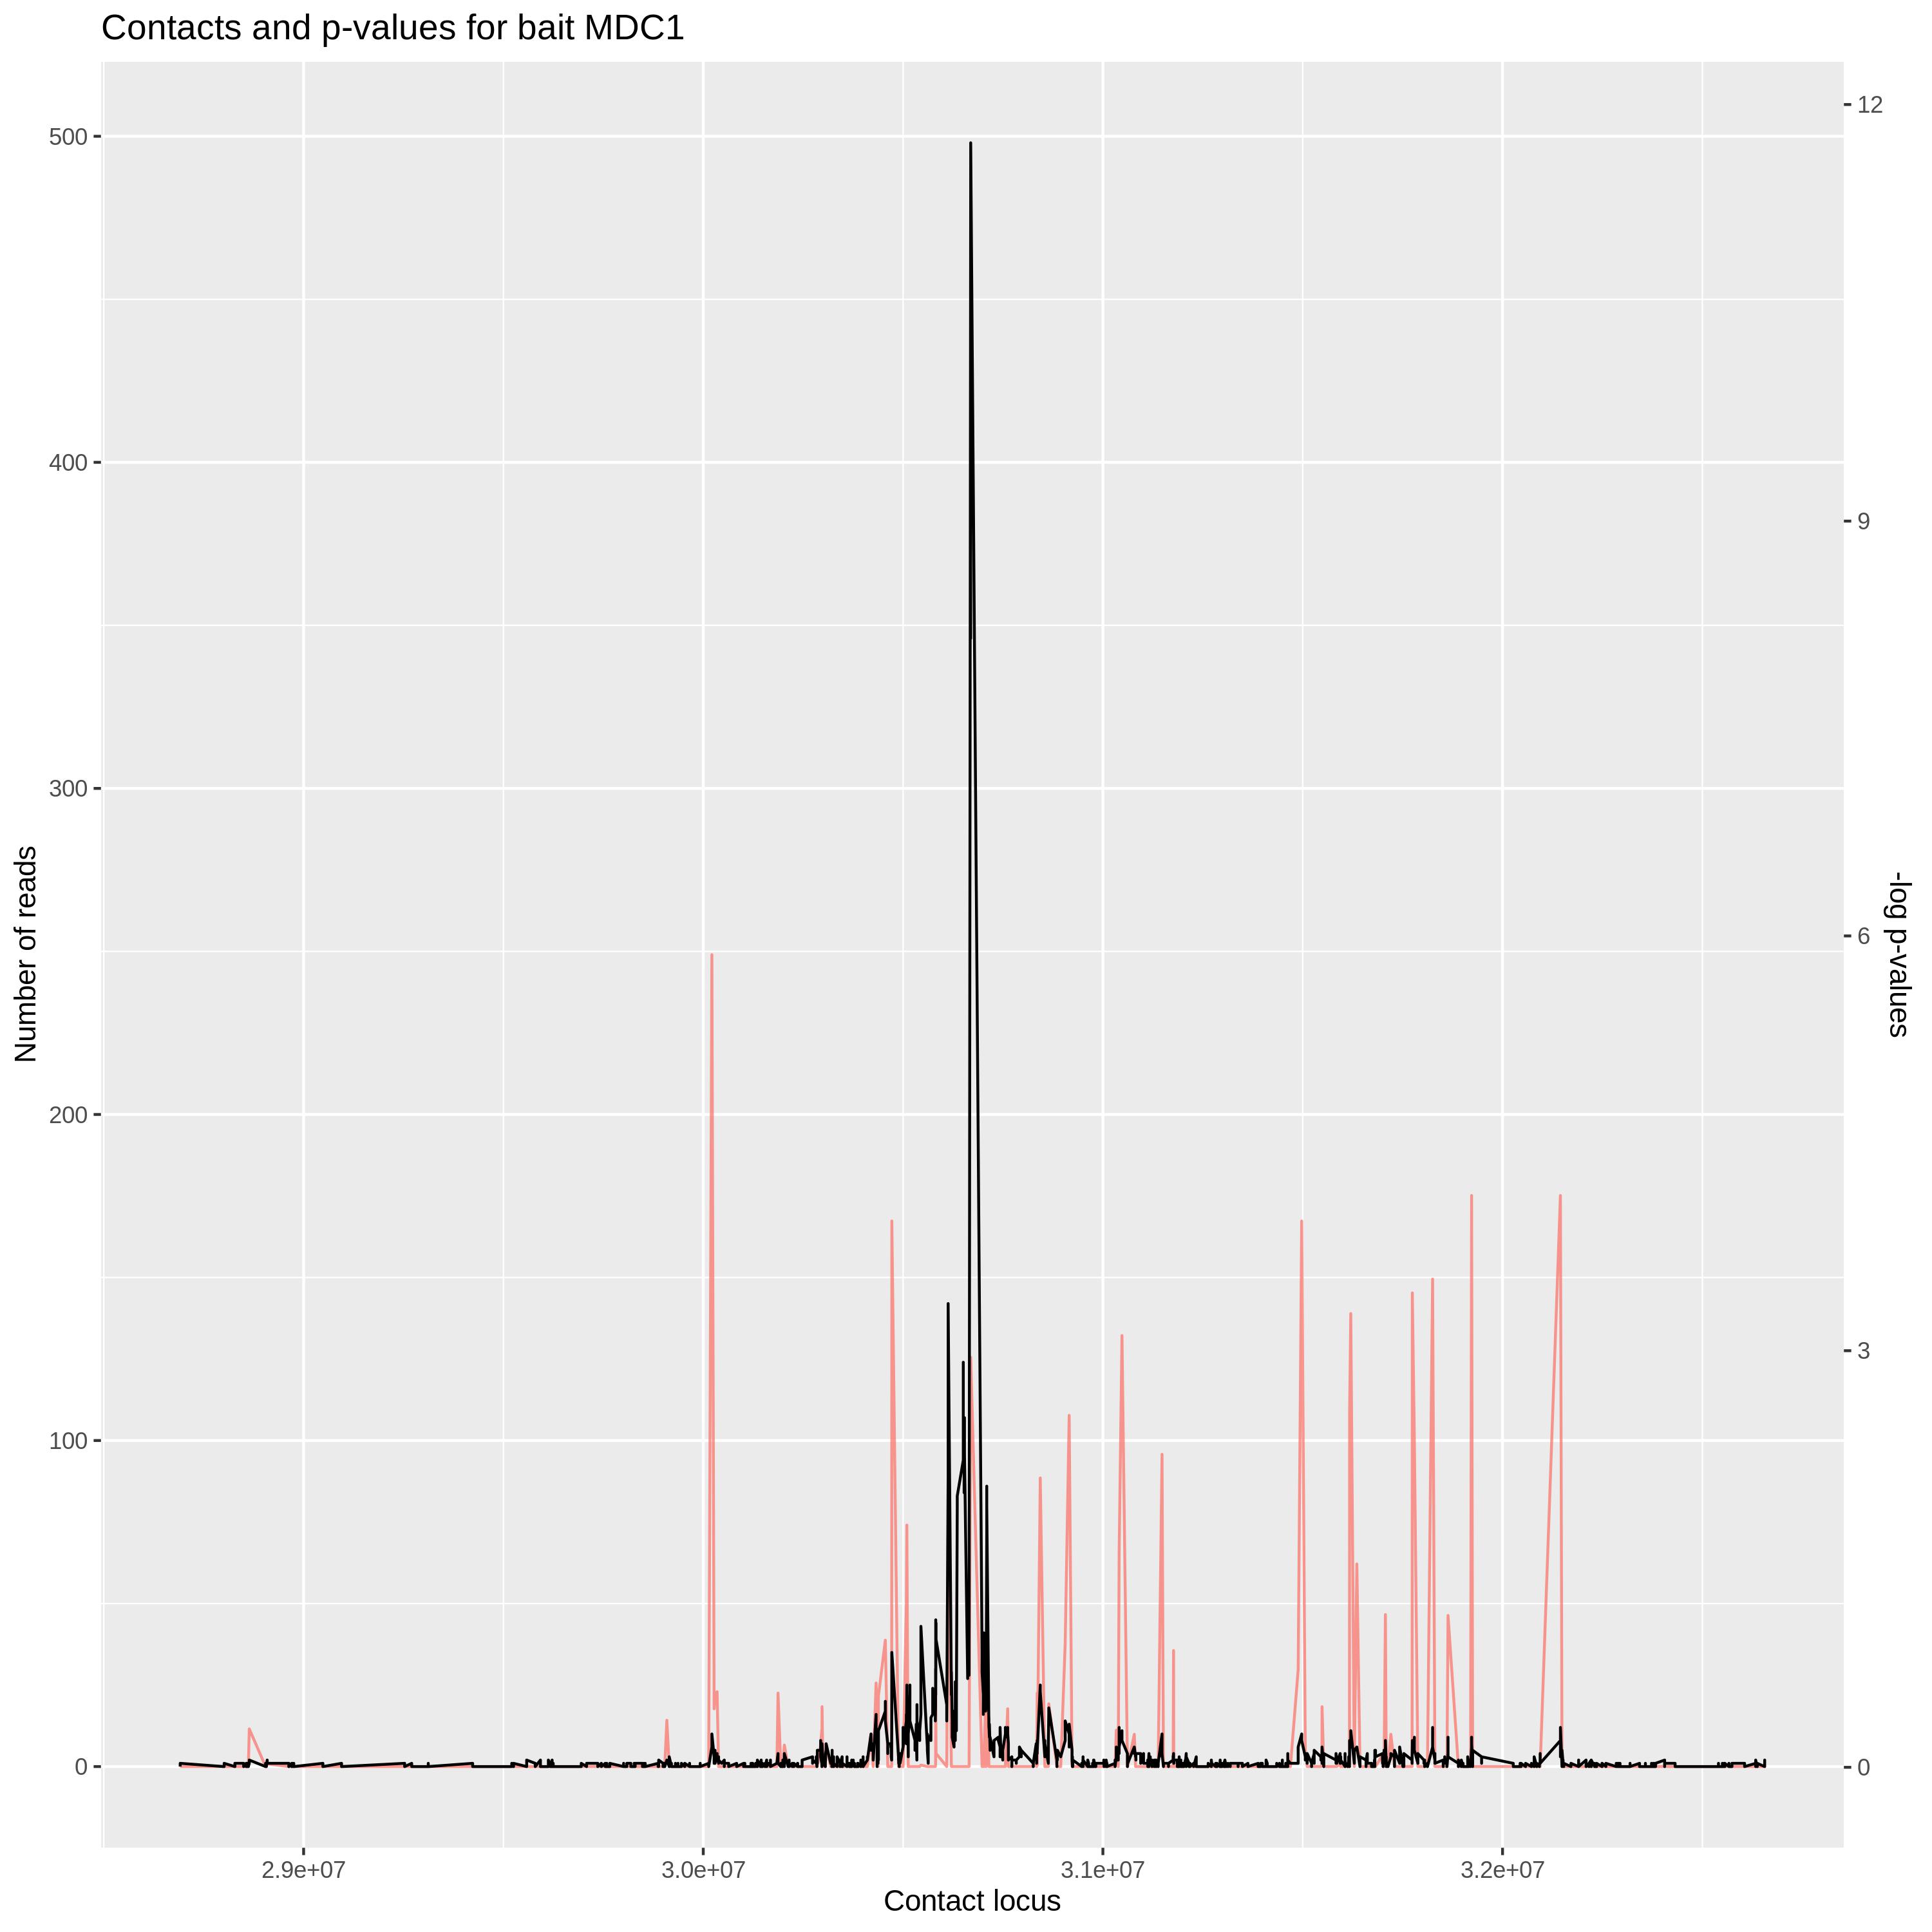 Contacts and p-values for bait MDC1
500
400
300
200
100
0
12
9
6
3
0
Number of reads
-log p-values
2.9e+07
3.0e+07
3.1e+07
3.2e+07
Contact locus